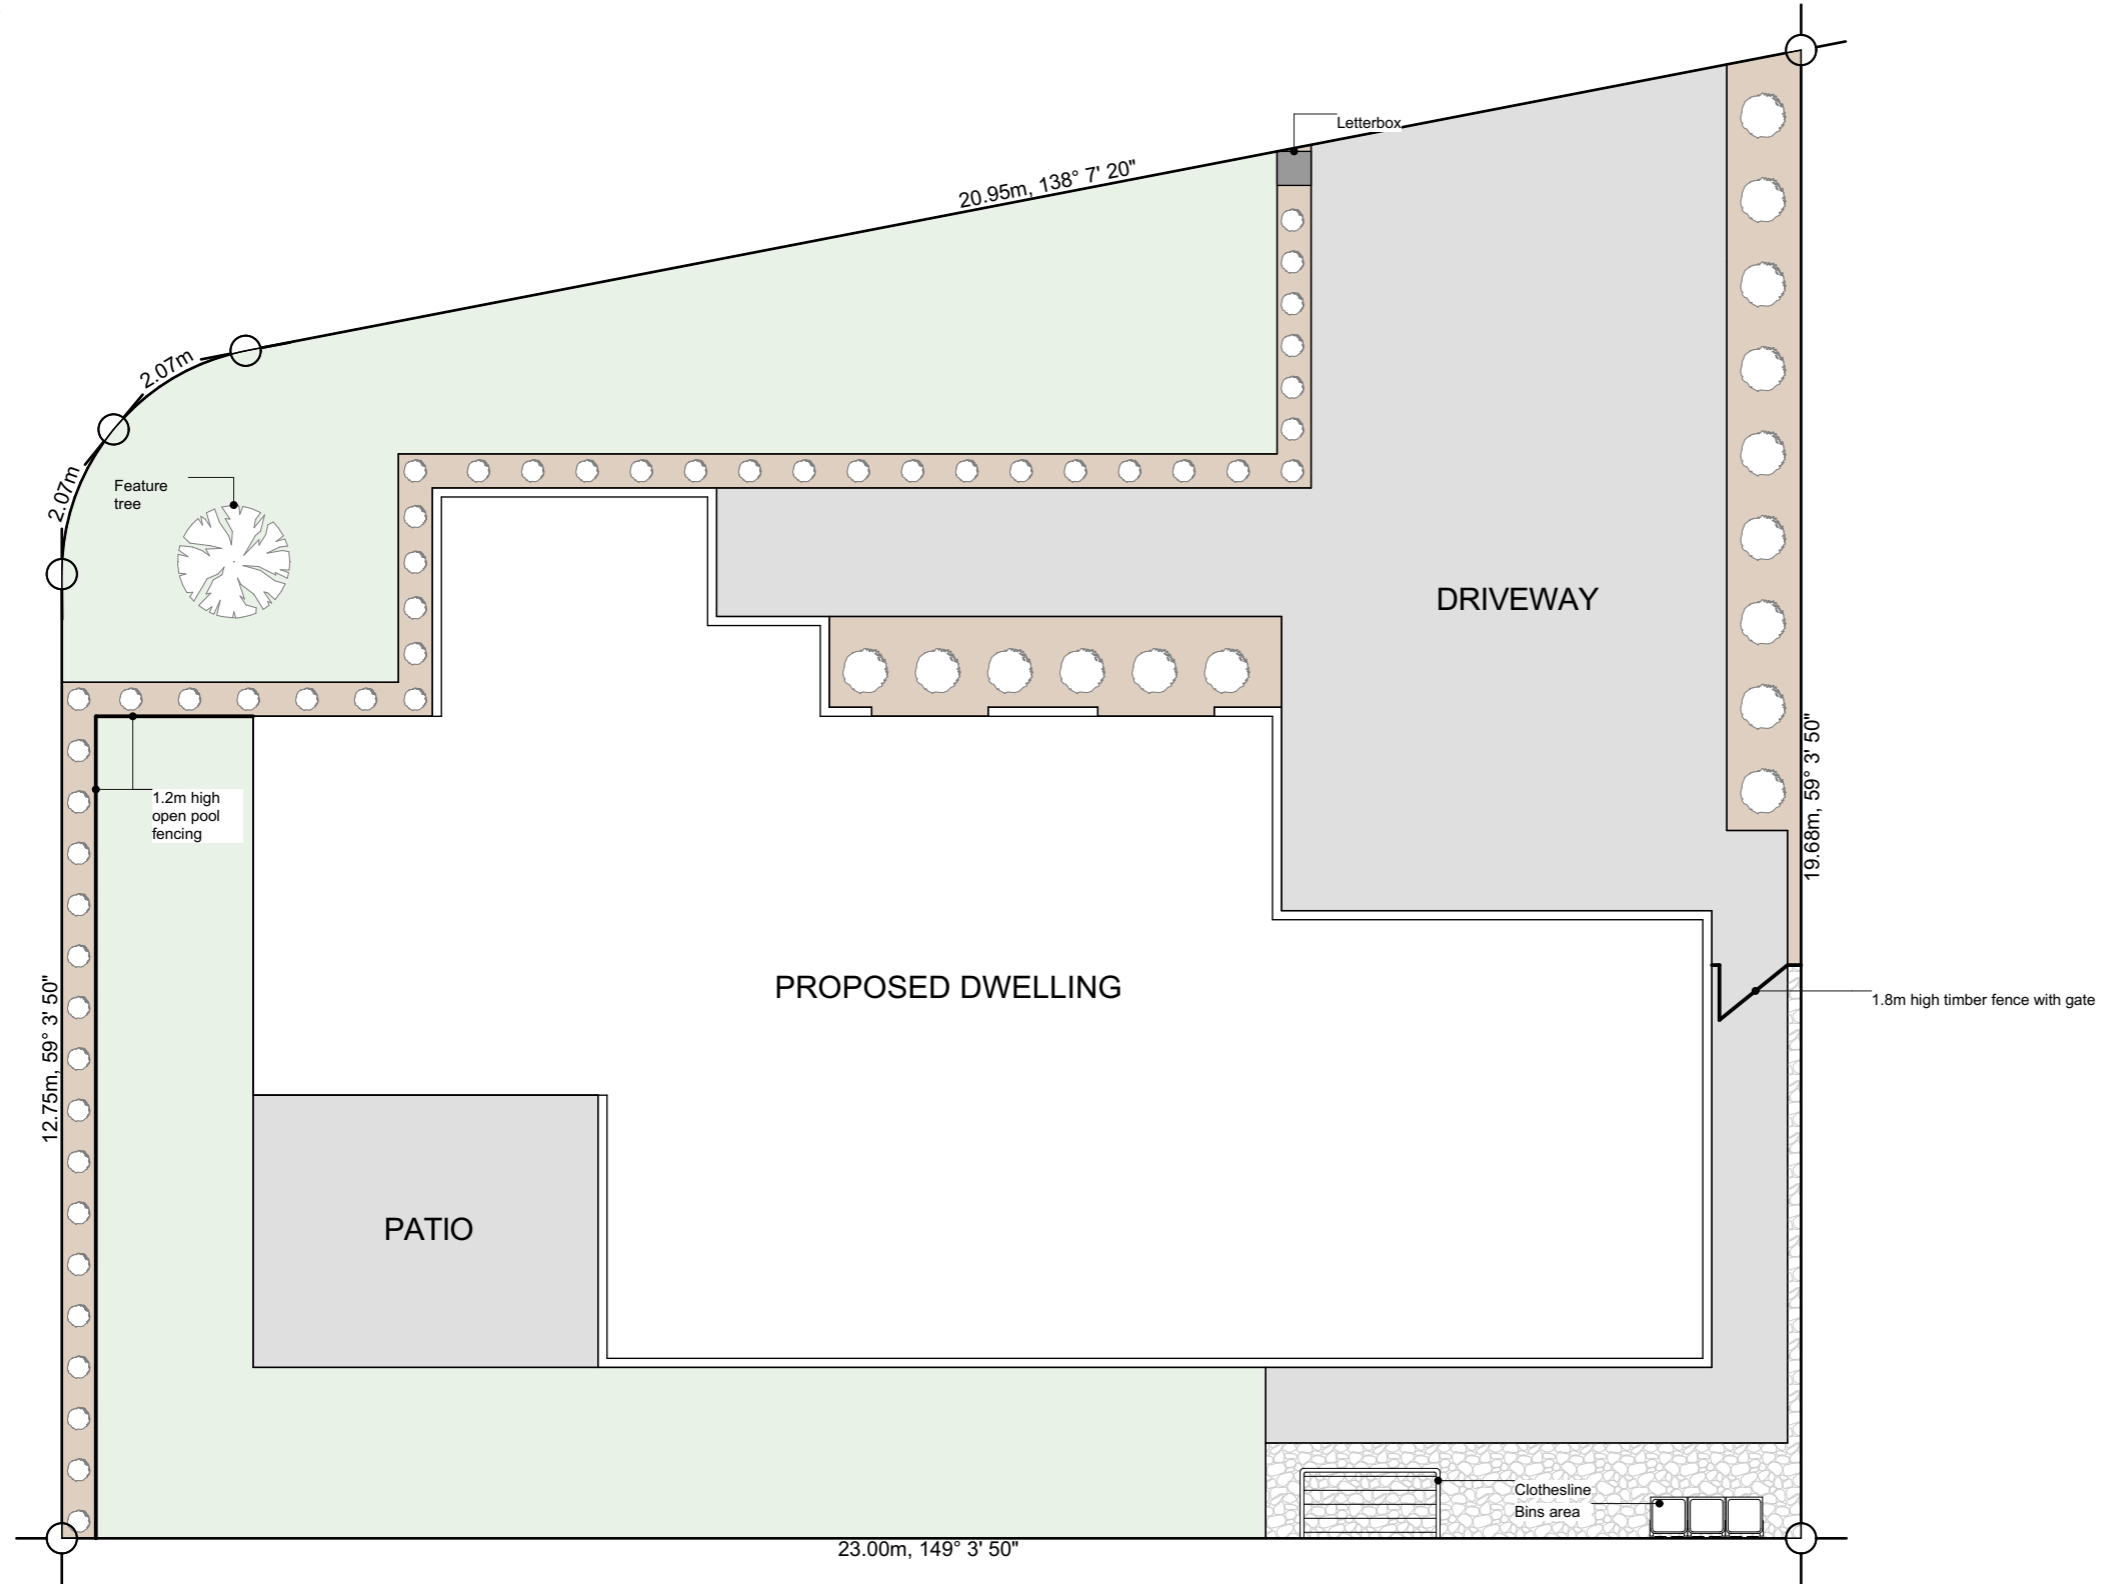 Letterbox
20.95m, 138° 7' 20"
2.07m
2.07m
Feature
tree
DRIVEWAY
19.68m, 59° 3' 50"
1.2m high
open pool
fencing
PROPOSED DWELLING
1.8m high timber fence with gate
12.75m, 59° 3' 50"
PATIO
Clothesline
Bins area
23.00m, 149° 3' 50"